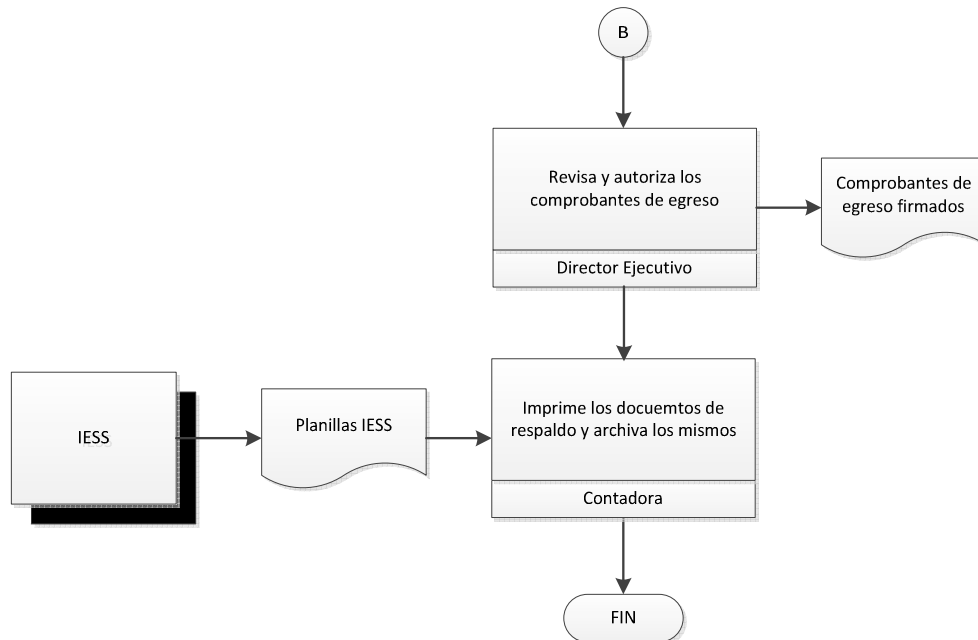 B
Revisa y autoriza los
comprobantes de egreso
Director Ejecutivo
Comprobantes de
egreso firmados
IESS
Planillas IESS
Imprime los docuemtos de
respaldo y archiva los mismos
Contadora
FIN